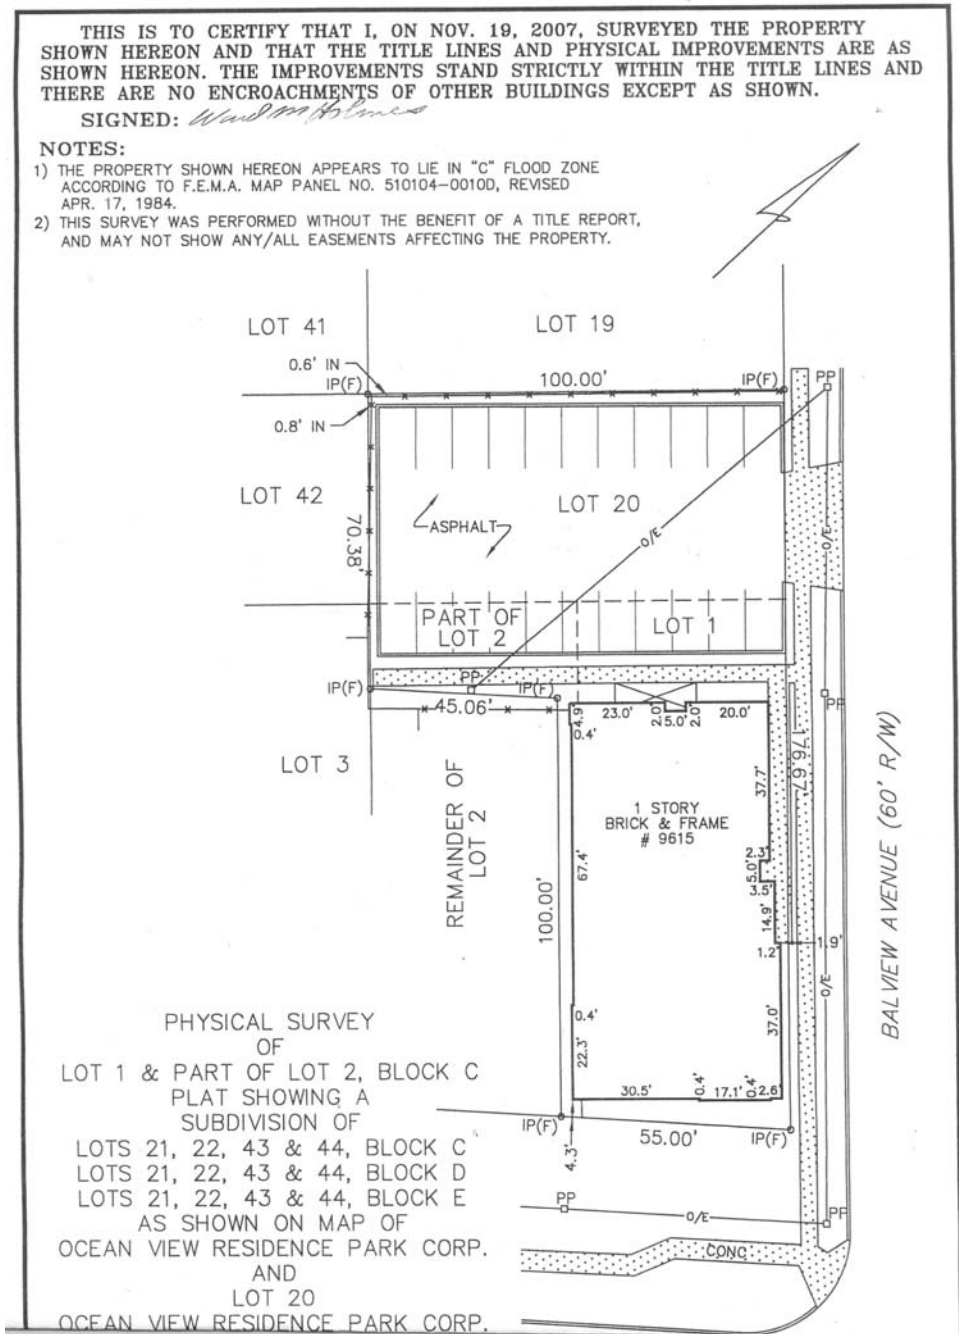 THIS IS TO CERTIFY THAT I, ON NOV. 19, 2007, SURVEYED THE PROPERTY
SHOWN HEREON AND THAT THE TITLE LINES AND PHYSICAL IMPROVEMENTS ARE AS
SHOWN HEREON. THE IMPROVEMENTS STAND STRICTLY WITHIN THE TITLE LINES AND
THERE ARE NO ENCROACHMENTS OF OTHER BUILDINGS EXCEPT AS SHOWN.
SIGNED:
NOTES:
1) THE PROPERTY SHOWN HEREON APPEARS TO LIE IN "C" FLOOD ZONE
ACCORDING TO F.E.M.A. MAP PANEL NO. 510104-0010D, REVISED
APR. 17, 1984.
2) THIS SURVEY WAS PERFORMED WITHOUT THE BENEFIT OF A TITLE REPORT,
AND MAY NOT SHOW ANY/ALL EASEMENTS AFFECTING THE PROPERTY.
LOT 41
LOT 19
0.6' IN
IP(F)
100.00'
IP(F)
PP
0.8' IN
LOT 42
LOT 20
70.38'
ASPHALT
O/E
O/E
PART OF
LOT 2
LOT 1
IP(F)
PP
IP(F)
PP
45.06'
4.9'
0.4'
23.0'
2.0'
5.0'
2.0'
20.0'
176.67'
LOT 3
REMAINDER OF
LOT 2
37.7'
1 STORY
BRICK & FRAME
# 9615
BALVIEW AVENUE (60' R/W)
67.4'
2.3'
5.0'
3.5'
14.9'
100.00'
1.2'
1.9'
O/E
0.4'
37.0'
22.3'
30.5'
0.4'
17.1'
0.4'
2.6'
IP(F)
55.00'
IP(F)
4.3'
PP
O/E
PP
CONC
PHYSICAL SURVEY
OF
LOT 1 & PART OF LOT 2, BLOCK C
PLAT SHOWING A
SUBDIVISION OF
LOTS 21, 22, 43 & 44, BLOCK C
LOTS 21, 22, 43 & 44, BLOCK D
LOTS 21, 22, 43 & 44, BLOCK E
AS SHOWN ON MAP OF
OCEAN VIEW RESIDENCE PARK CORP.
AND
LOT 20
OCEAN VIEW RESIDENCE PARK CORP.